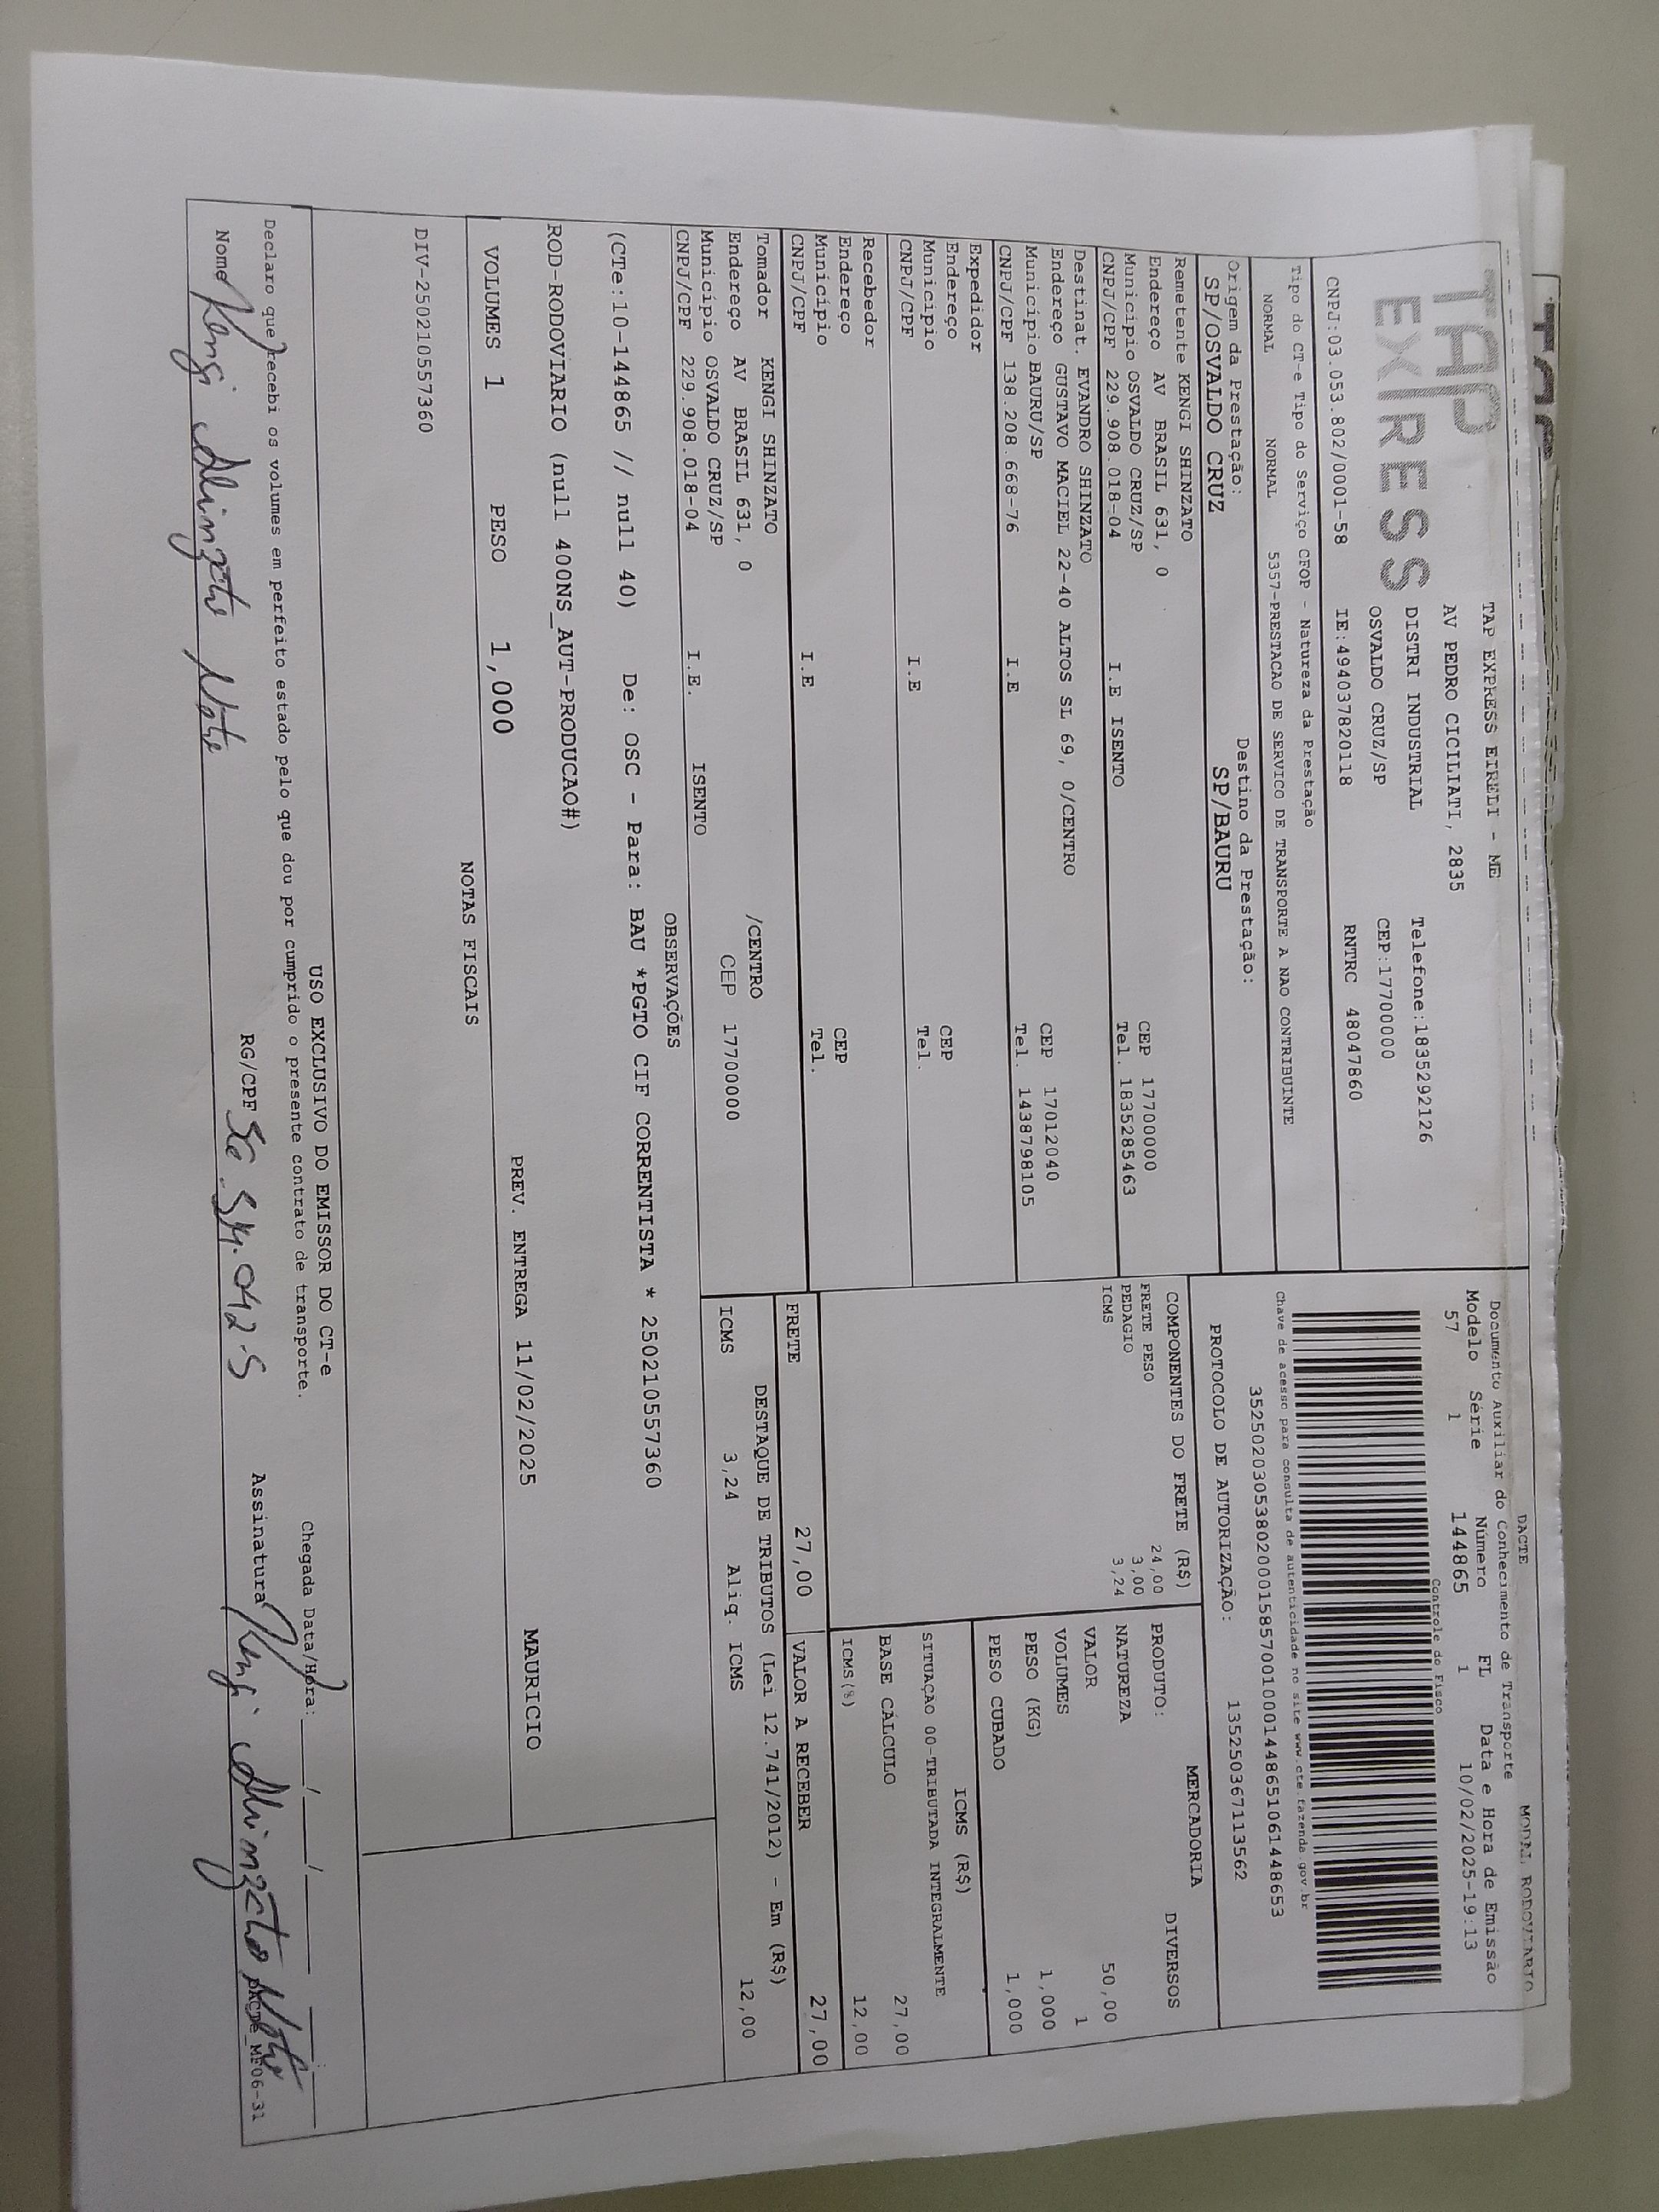 DACTE MODAL RODOVIARIO
TAP EXPRESS
TAP EXPRESS EIRELI - ME
AV PEDRO CICILIATI, 2835
DISTRI INDUSTRIAL Telefone:1835292126
OSVALDO CRUZ/SP CEP:17700000
CNPJ:03.053.802/0001-58 IE:494037820118 RNTRC 48047860
Documento Auxiliar do Conhecimento de Transporte
Modelo Série Número FL Data e Hora de Emissão
57 1 144865 1 10/02/2025-19:13
Controle do Fisco
Chave de acesso para consulta de autenticidade no site www.cte.fazenda.gov.br
35250203053802000158570010001448651061448653
PROTOCOLO DE AUTORIZAÇÃO: 135250367113562
Tipo do CT-e Tipo do Serviço CFOP - Natureza da Prestação
NORMAL NORMAL 5357-PRESTACAO DE SERVICO DE TRANSPORTE A NAO CONTRIBUINTE
Origem da Prestação: Destino da Prestação:
SP/OSVALDO CRUZ SP/BAURU
Remetente KENGI SHINZATO
Endereço AV BRASIL 631, 0 CEP 17700000
Município OSVALDO CRUZ/SP Tel. 1835285463
CNPJ/CPF 229.908.018-04 I.E ISENTO
Destinat. EVANDRO SHINZATO
Endereço GUSTAVO MACIEL 22-40 ALTOS SL 69, 0/CENTRO CEP 17012040
Município BAURU/SP Tel. 1438798105
CNPJ/CPF 138.208.668-76 I.E
Expedidor
Endereço CEP
Município Tel.
CNPJ/CPF I.E
Recebedor
Endereço CEP
Município Tel.
CNPJ/CPF I.E
Tomador KENGI SHINZATO /CENTRO
Endereço AV BRASIL 631, 0 CEP 17700000
Município OSVALDO CRUZ/SP
CNPJ/CPF 229.908.018-04 I.E. ISENTO
COMPONENTES DO FRETE (R$)
FRETE PESO 24,00
PEDAGIO 3,00
ICMS 3,24
MERCADORIA
PRODUTO: DIVERSOS
NATUREZA
VALOR 50,00
VOLUMES 1
PESO (KG) 1,000
PESO CUBADO 1,000
ICMS (R$)
SITUAÇAO 00-TRIBUTADA INTEGRALMENTE
BASE CÁLCULO 27,00
ICMS(%) 12,00
FRETE 27,00 VALOR A RECEBER 27,00
DESTAQUE DE TRIBUTOS (Lei 12.741/2012) - Em (R$)
ICMS 3,24 Aliq. ICMS 12,00
OBSERVAÇÕES
(CTe:10-144865 // null 40) De: OSC - Para: BAU *PGTO CIF CORRENTISTA * 250210557360
ROD-RODOVIARIO (null 400NS_AUT-PRODUCAO#)
VOLUMES 1 PESO 1,000 PREV. ENTREGA 11/02/2025 MAURICIO
NOTAS FISCAIS
DIV-250210557360
USO EXCLUSIVO DO EMISSOR DO CT-e
Declaro que recebi os volumes em perfeito estado pelo que dou por cumprido o presente contrato de transporte. Chegada Data/Hora: ____/____/______ ____:____
Nome Kengi Shinzato RG/CPF Assinatura Kengi Shinzato
DACTE_MF06-31